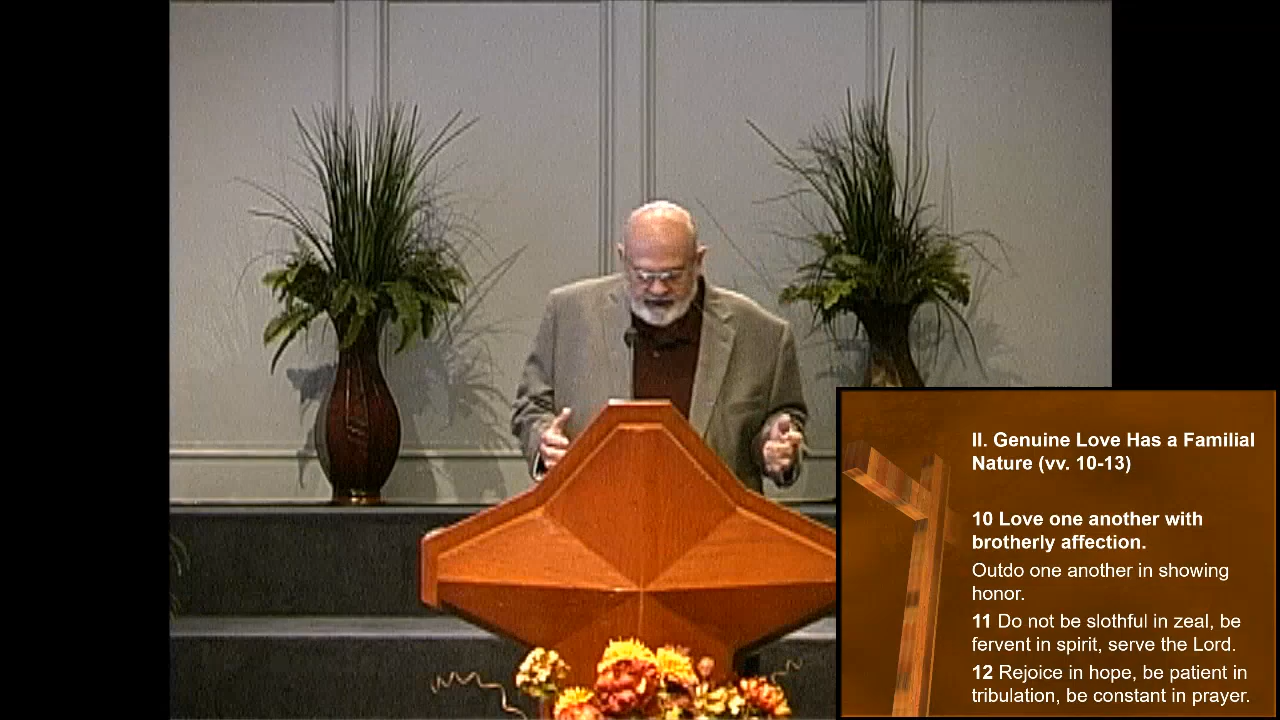 II. Genuine Love Has a Familial
Nature (vv. 10-13)
10 Love one another with
brotherly affection.
Outdo one another in showing
honor.
11 Do not be slothful in zeal, be
fervent in spirit, serve the Lord.
12 Rejoice in hope, be patient in
tribulation, be constant in prayer.